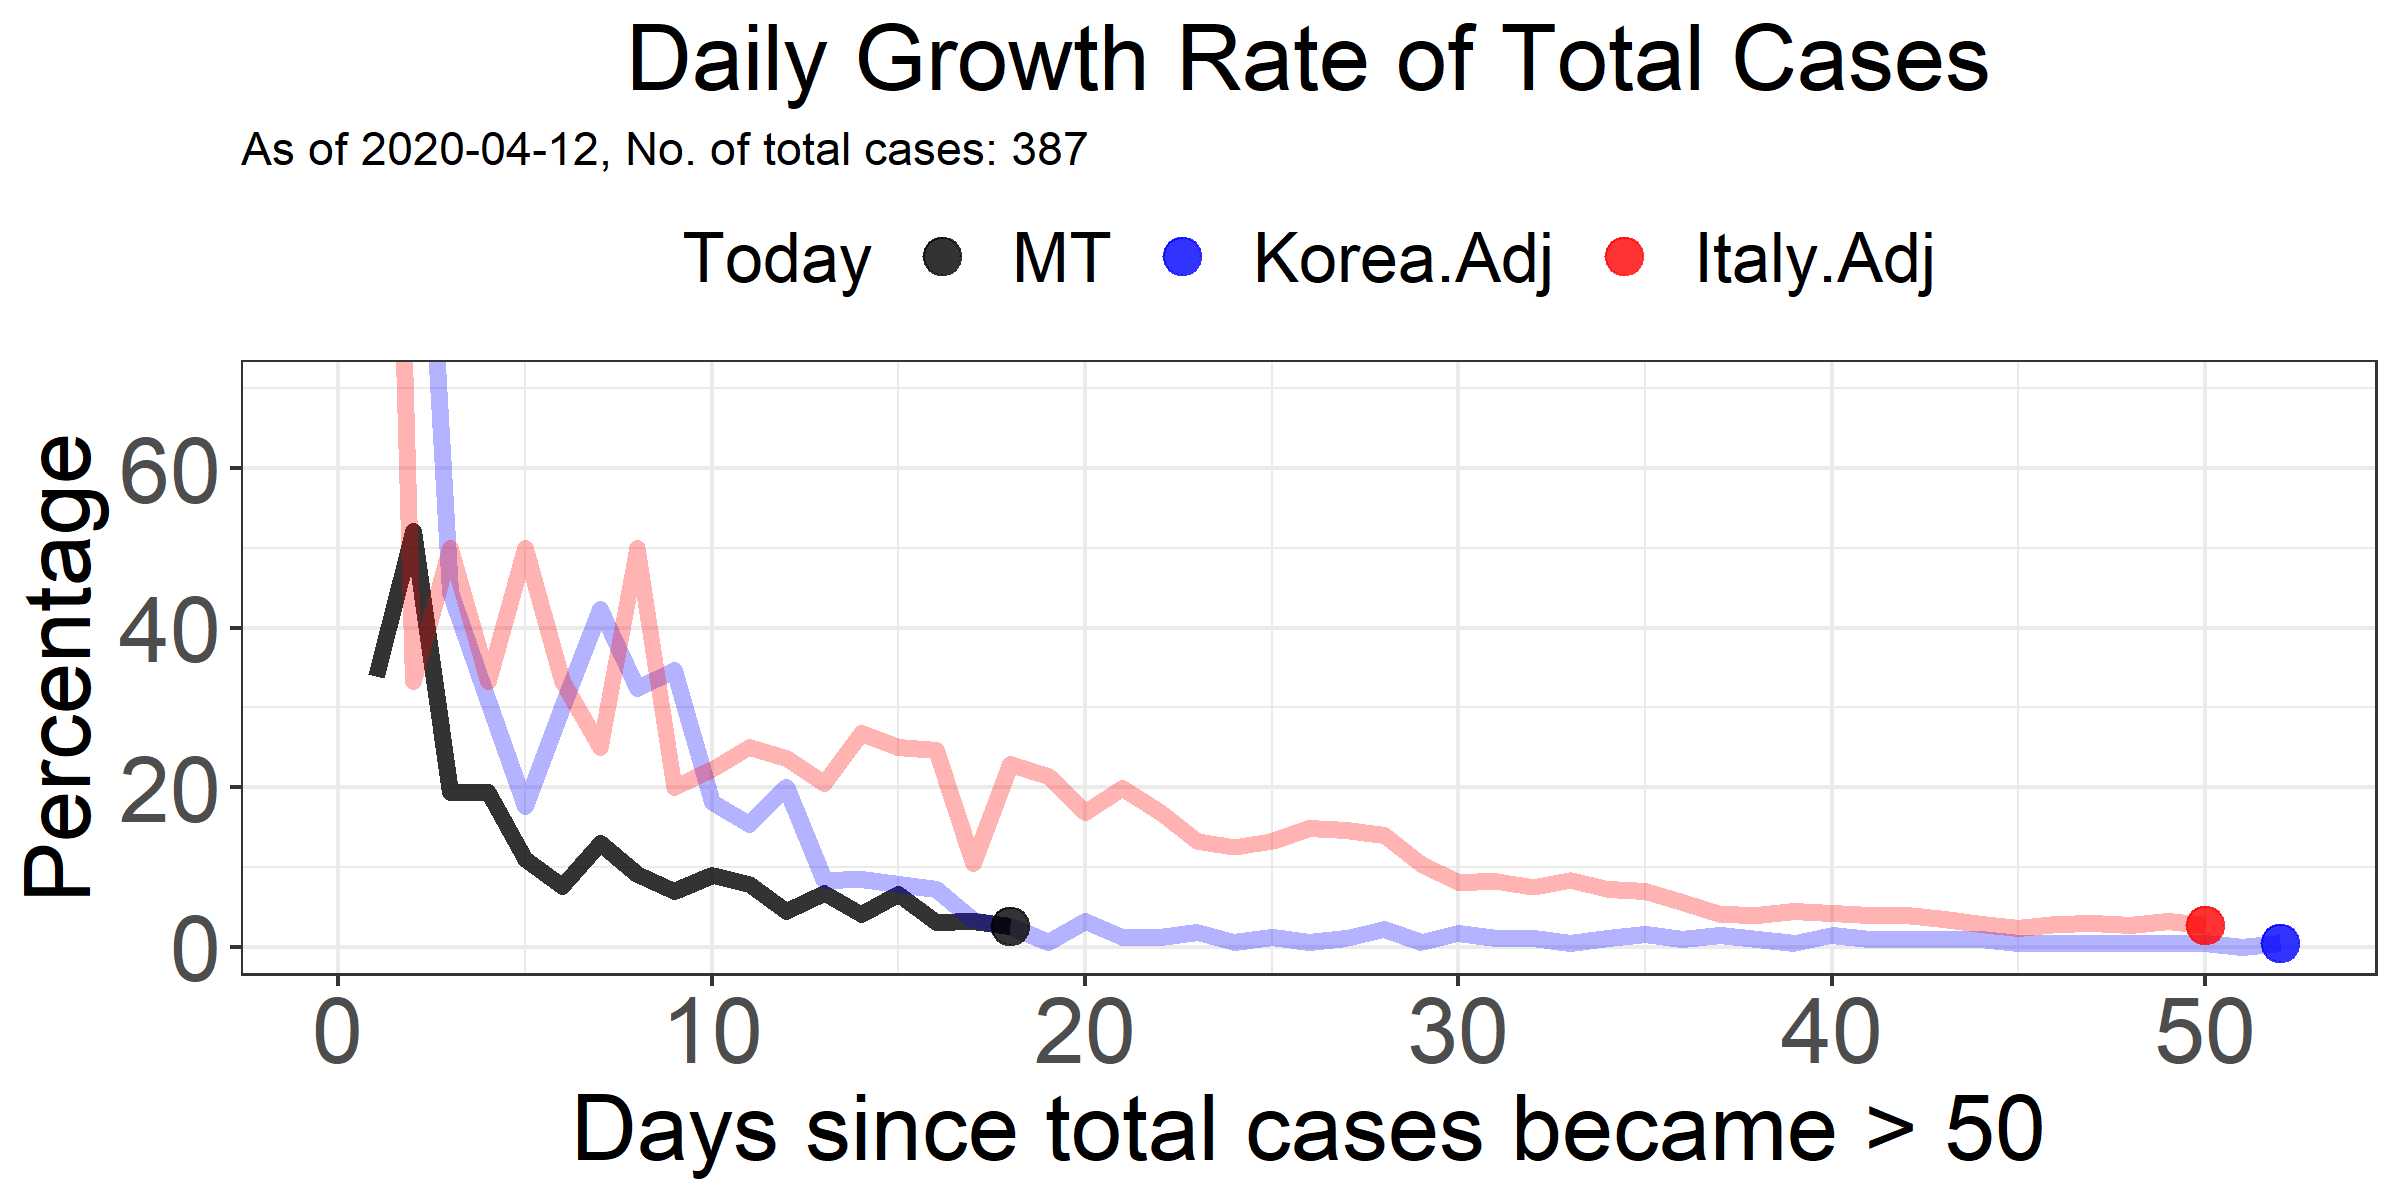 Daily Growth Rate of Total Cases
As of 2020-04-12, No. of total cases: 387
Today MT Korea.Adj Italy.Adj
Percentage
60
40
20
0
0 10 20 30 40 50
Days since total cases became > 50